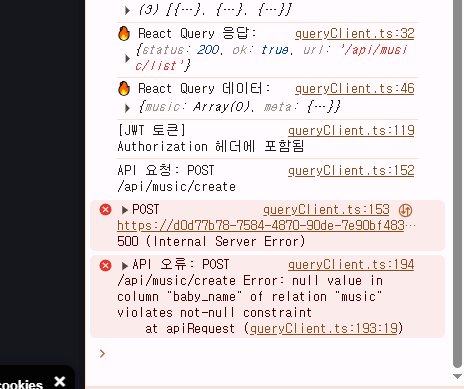 (3) [{…}, {…}, {…}]
🔥 React Query 응답: queryClient.ts:32
{status: 200, ok: true, url: '/api/musi
c/list'}
🔥 React Query 데이터: queryClient.ts:46
{music: Array(0), meta: {…}}
[JWT 토큰] queryClient.ts:119
Authorization 헤더에 포함됨
API 요청: POST queryClient.ts:152
/api/music/create
POST queryClient.ts:153
https://d0d77b78-7584-4870-90de-7e90bf483…
500 (Internal Server Error)
API 오류: POST queryClient.ts:194
/api/music/create Error: null value in
column "baby_name" of relation "music"
violates not-null constraint
at apiRequest (queryClient.ts:193:19)
cookies